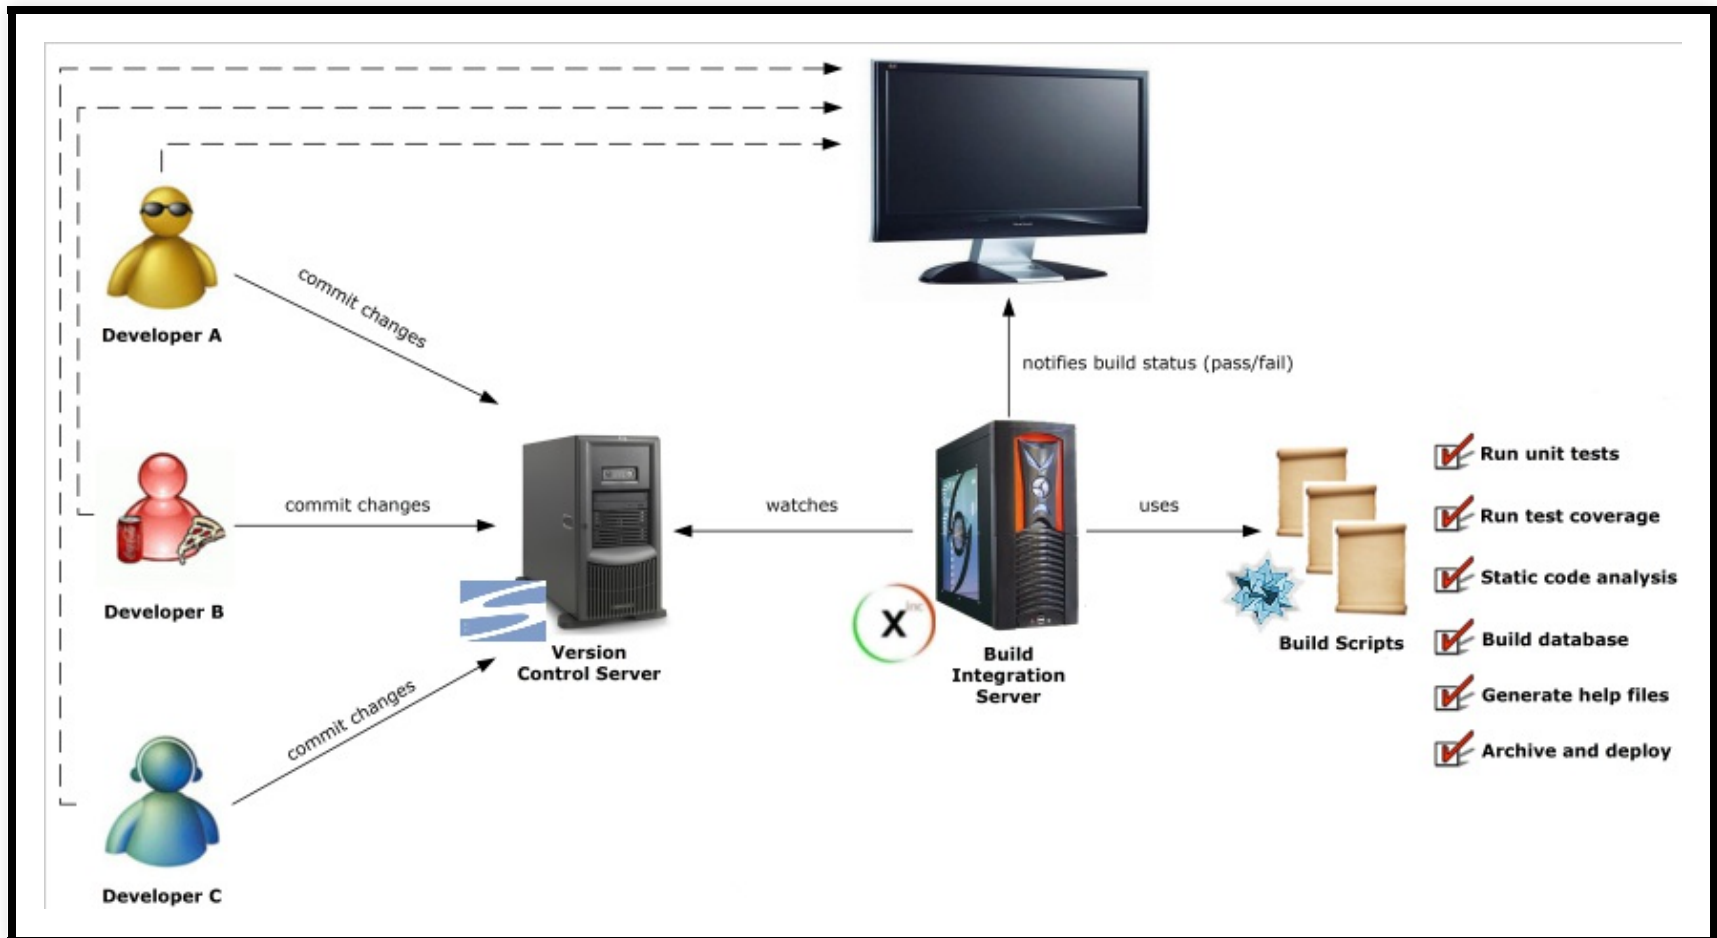 commit changes
Developer A
notifies build status (pass/fail)
commit changes
Developer B
Version
Control Server
watches
X inc
Build
Integration
Server
uses
Build Scripts
Run unit tests
Run test coverage
Static code analysis
Build database
Generate help files
Archive and deploy
commit changes
Developer C